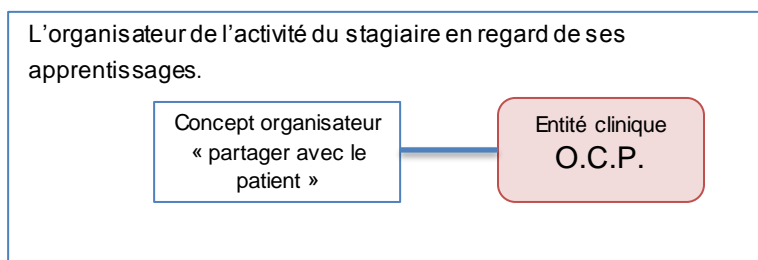 L'organisateur de l'activité du stagiaire en regard de ses
apprentissages.
Concept organisateur
« partager avec le
patient »
Entité clinique
O.C.P.